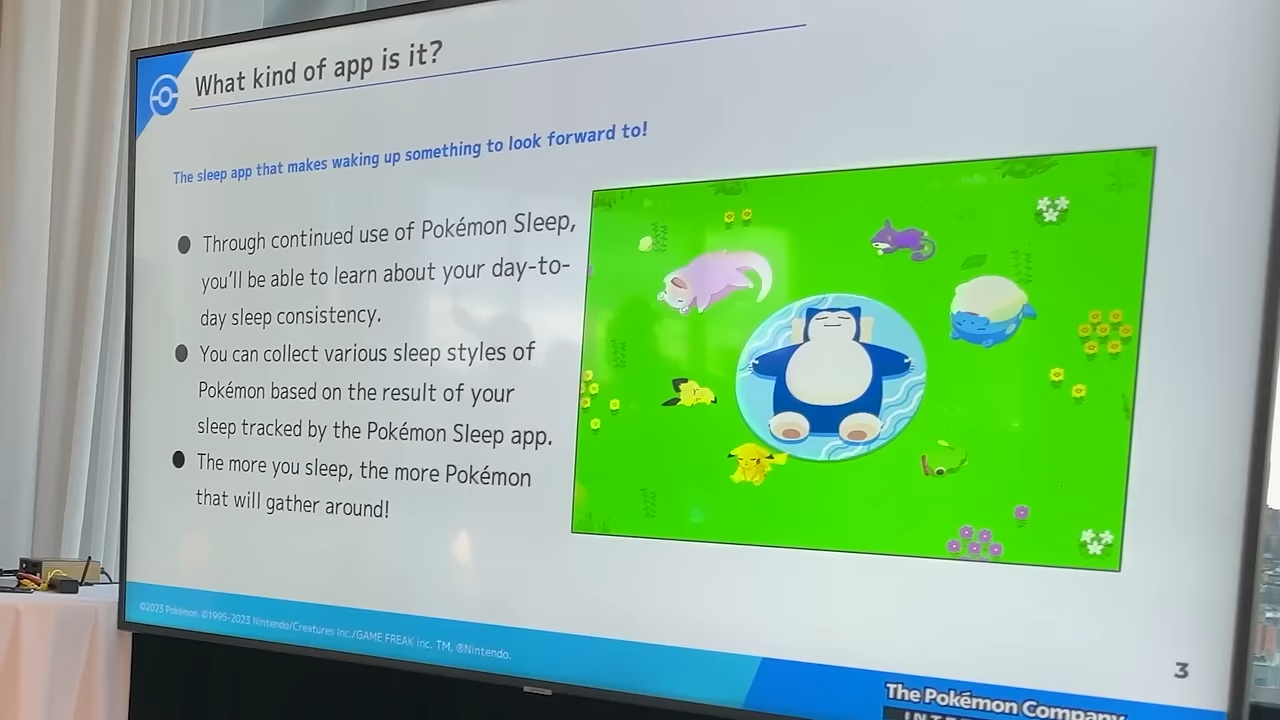 What kind of app is it?
The sleep app that makes waking up something to look forward to!
● Through continued use of Pokémon Sleep,
you'll be able to learn about your day-to-
day sleep consistency.
● You can collect various sleep styles of
Pokémon based on the result of your
sleep tracked by the Pokémon Sleep app.
● The more you sleep, the more Pokémon
that will gather around!
©2023 Pokémon. ©1995-2023 Nintendo/Creatures Inc./GAME FREAK inc. TM, ®Nintendo.
3
The Pokémon Company